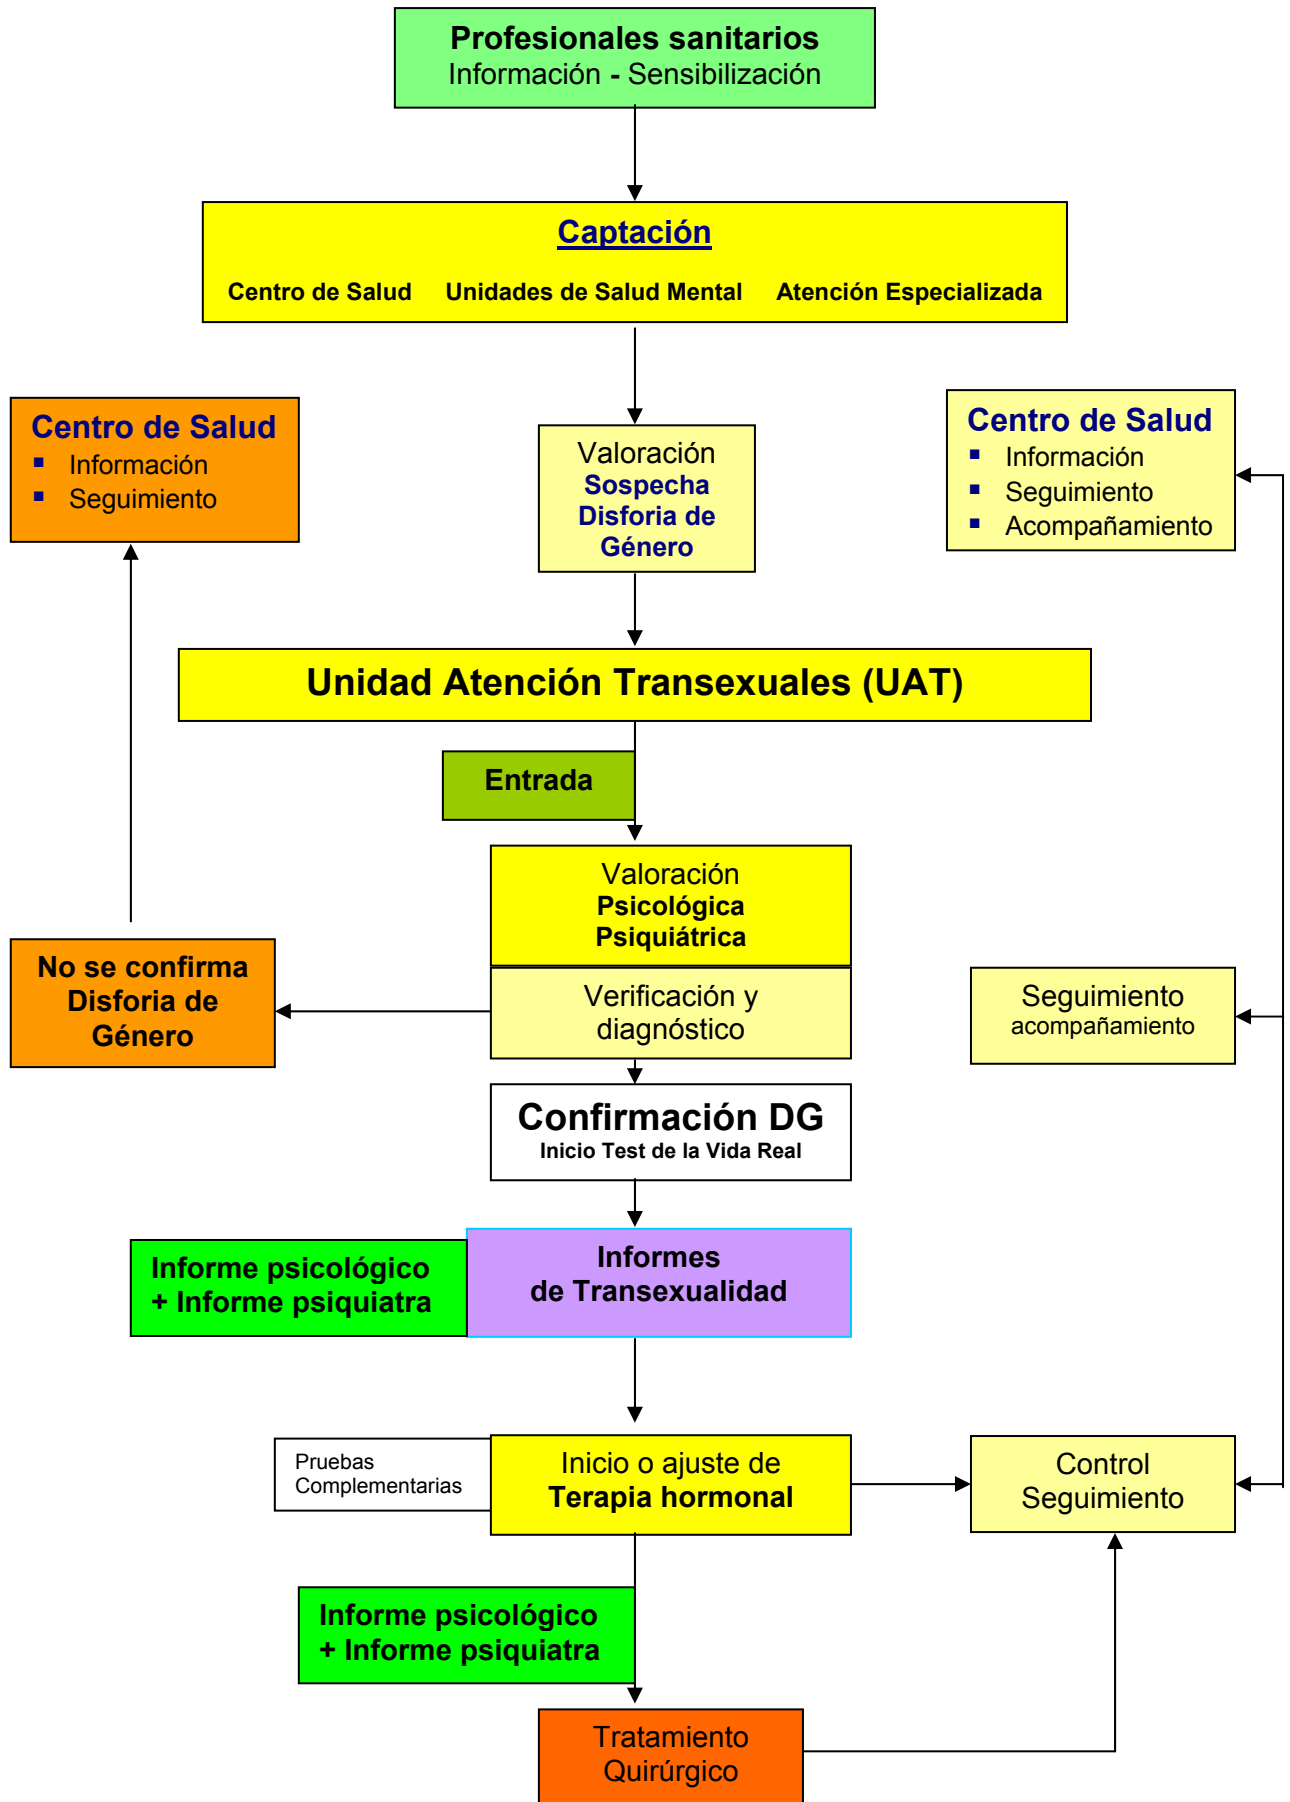 Profesionales sanitarios
Información - Sensibilización
Captación
Centro de Salud Unidades de Salud Mental Atención Especializada
Centro de Salud
▪ Información
▪ Seguimiento
Valoración
Sospecha
Disforia de
Género
Centro de Salud
▪ Información
▪ Seguimiento
▪ Acompañamiento
Unidad Atención Transexuales (UAT)
Entrada
Valoración
Psicológica
Psiquiátrica
No se confirma
Disforia de
Género
Verificación y
diagnóstico
Seguimiento
acompañamiento
Confirmación DG
Inicio Test de la Vida Real
Informe psicológico
+ Informe psiquiatra
Informes
de Transexualidad
Pruebas
Complementarias
Inicio o ajuste de
Terapia hormonal
Control
Seguimiento
Informe psicológico
+ Informe psiquiatra
Tratamiento
Quirúrgico